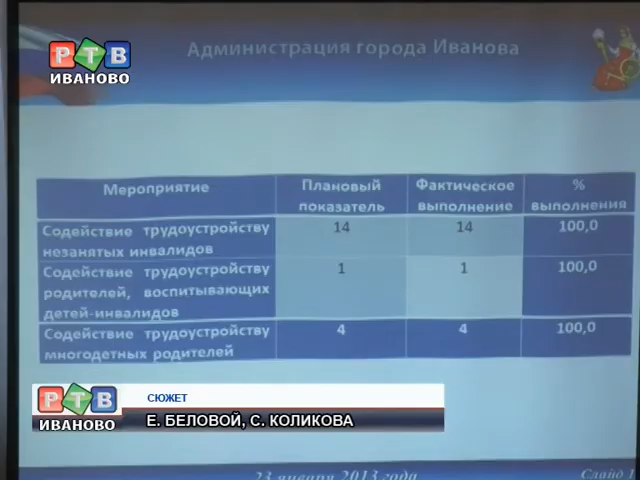 РТВ
ИВАНОВО
Администрация города Иванова
Мероприятие
Плановый
показатель
Фактическое
выполнение
%
выполнения
Содействие трудоустройству
незанятых инвалидов
14
14
100,0
Содействие трудоустройству
родителей, воспитывающих
детей-инвалидов
1
1
100,0
Содействие трудоустройству
многодетных родителей
4
4
100,0
РТВ
ИВАНОВО
СЮЖЕТ
Е. БЕЛОВОЙ, С. КОЛИКОВА
23 января 2013 года
Слайд 1